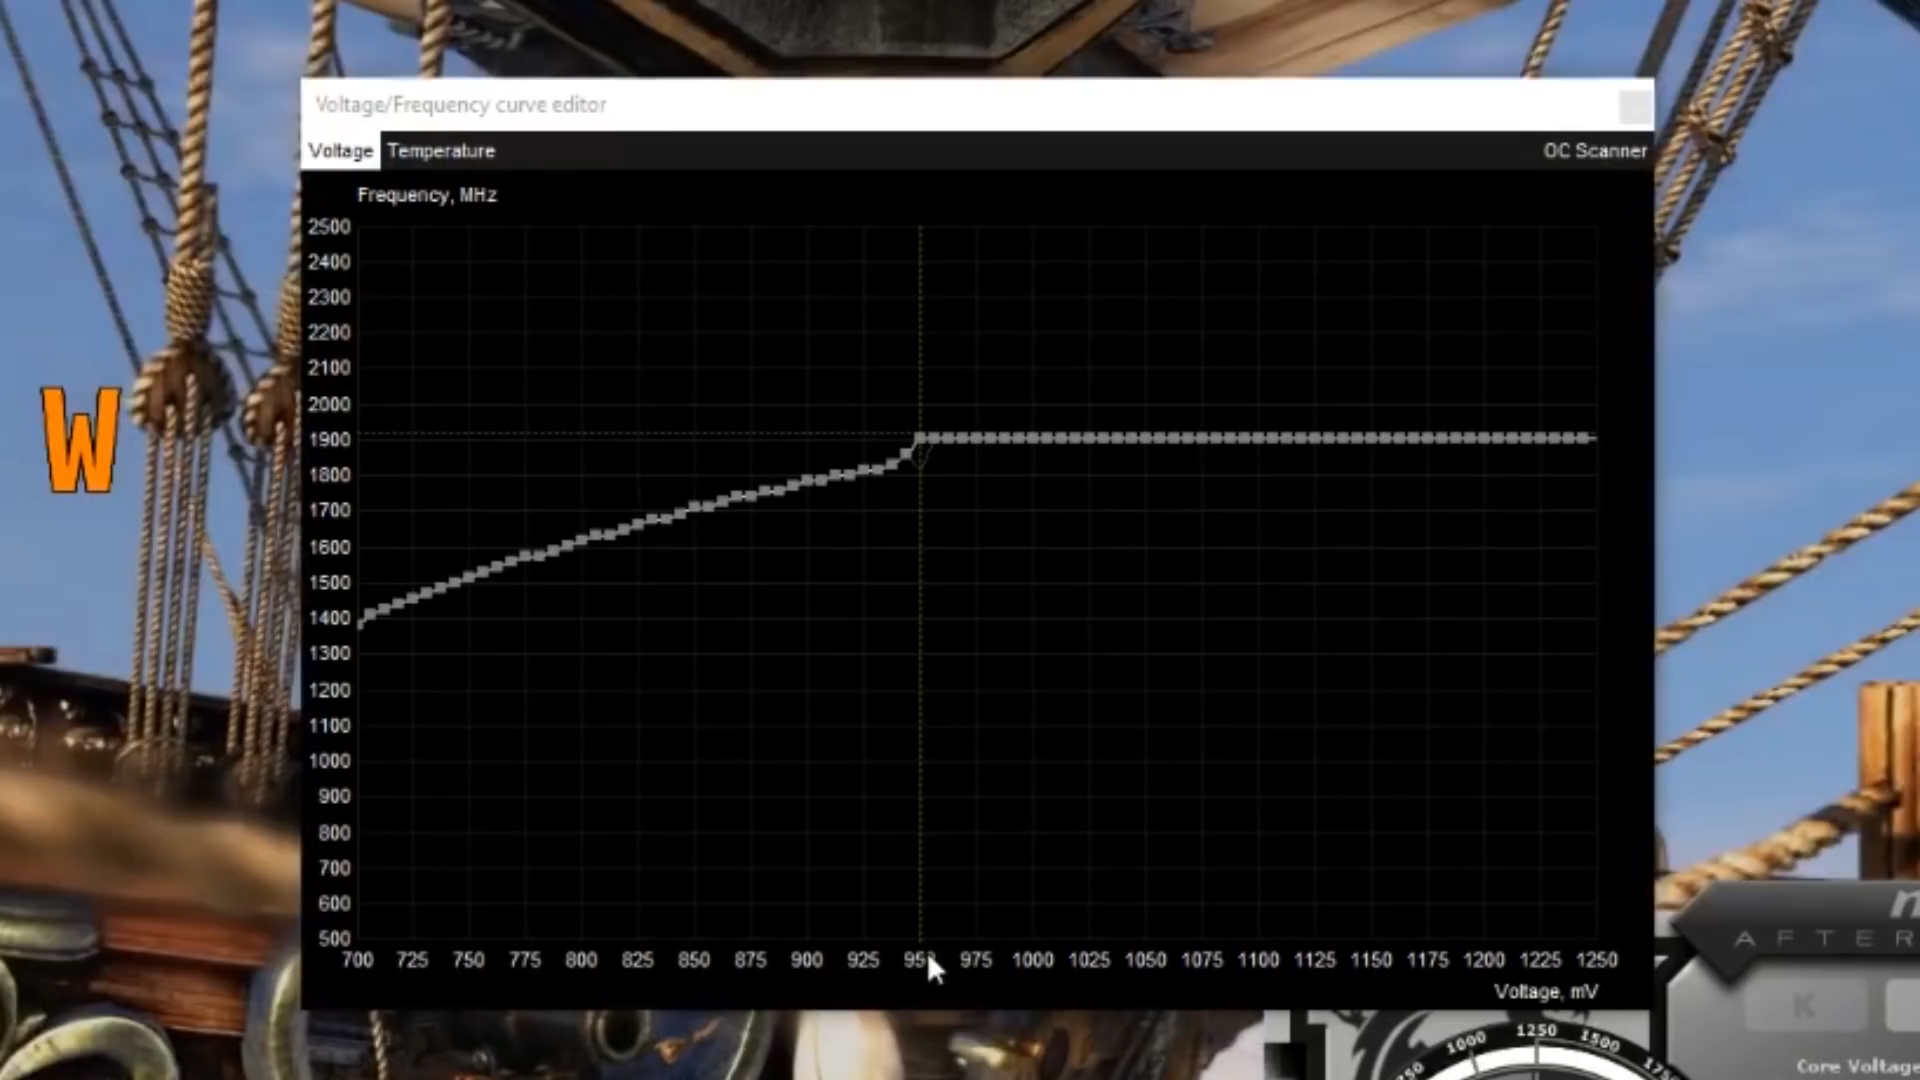 Voltage/Frequency curve editor
Voltage Temperature OC Scanner
Frequency, MHz
2500
2400
2300
2200
2100
2000
1900
1800
1700
1600
1500
1400
1300
1200
1100
1000
900
800
700
600
500
700 725 750 775 800 825 850 875 900 925 975 1000 1025 1050 1075 1100 1125 1150 1175 1200 1225 1250
Voltage, mV
W
AFTER
K
1000 1250 1500
Core Voltage